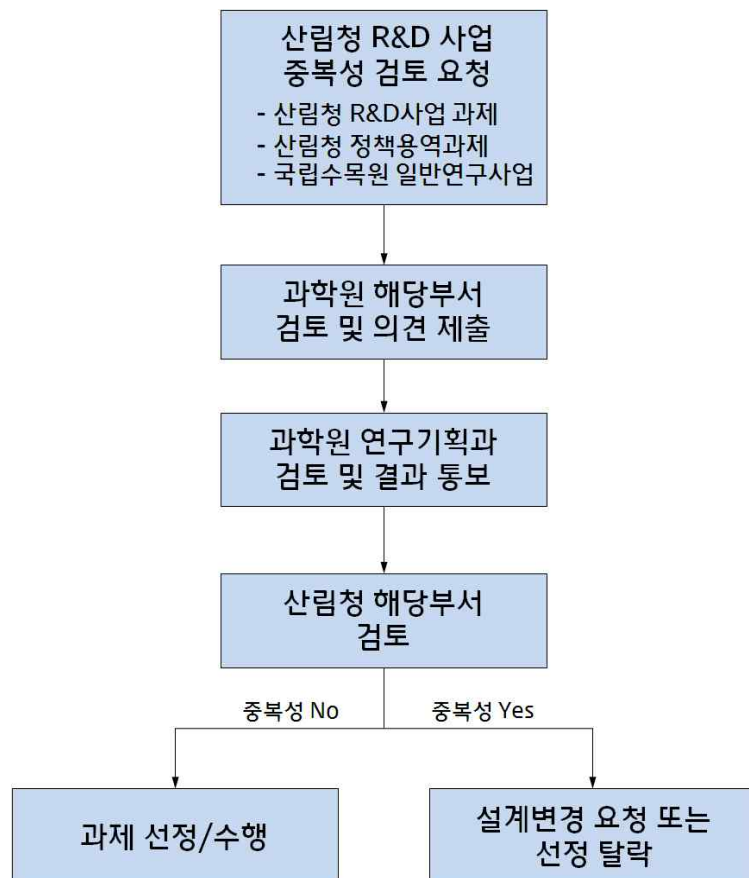 산림청 R&D 사업
중복성 검토 요청
- 산림청 R&D사업 과제
- 산림청 정책용역과제
- 국립수목원 일반연구사업
과학원 해당부서
검토 및 의견 제출
과학원 연구기획과
검토 및 결과 통보
산림청 해당부서
검토
중복성 No
중복성 Yes
과제 선정/수행
설계변경 요청 또는
선정 탈락